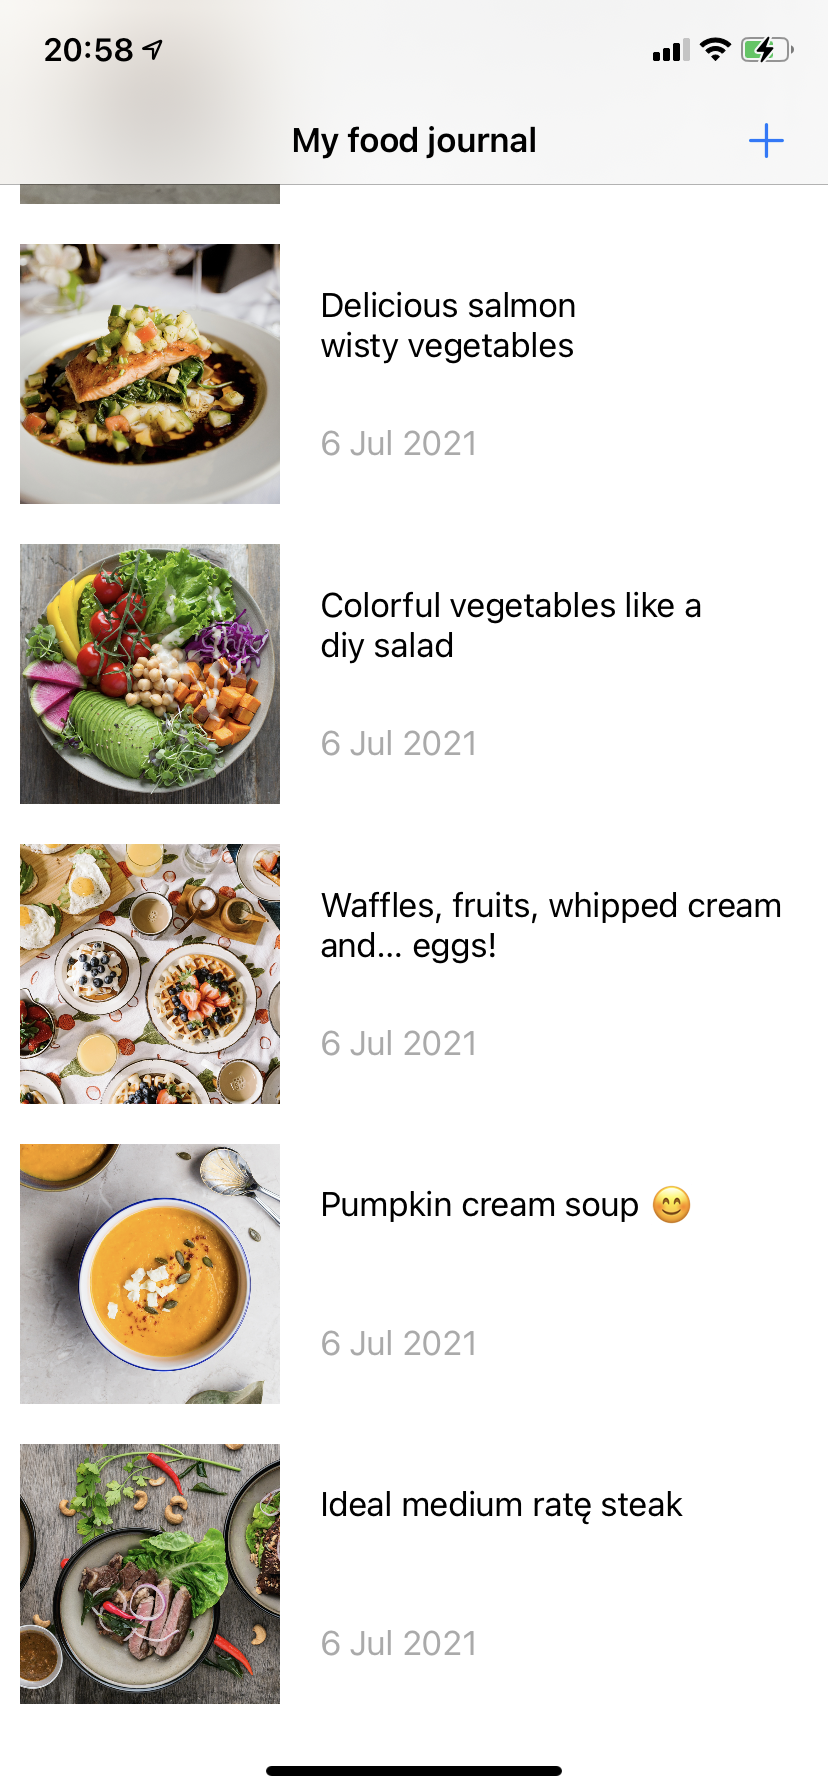 20:58
My food journal
Delicious salmon
wisty vegetables
6 Jul 2021
Colorful vegetables like a
diy salad
6 Jul 2021
Waffles, fruits, whipped cream
and... eggs!
6 Jul 2021
Pumpkin cream soup 😊
6 Jul 2021
Ideal medium ratę steak
6 Jul 2021